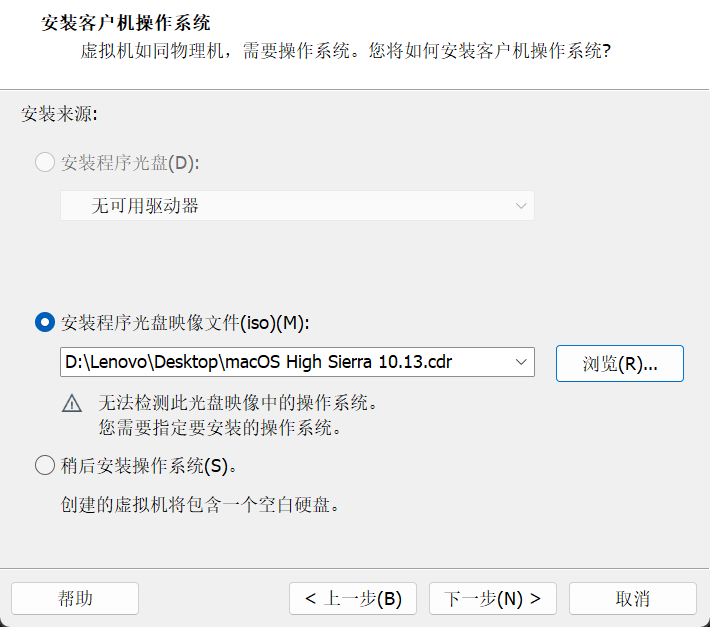 安装客户机操作系统
虚拟机如同物理机，需要操作系统。您将如何安装客户机操作系统?
安装来源:
安装程序光盘(D):
无可用驱动器
安装程序光盘映像文件(iso)(M):
D:\Lenovo\Desktop\macOS High Sierra 10.13.cdr
浏览(R)...
无法检测此光盘映像中的操作系统。
您需要指定要安装的操作系统。
稍后安装操作系统(S)。
创建的虚拟机将包含一个空白硬盘。
帮助
< 上一步(B)
下一步(N) >
取消